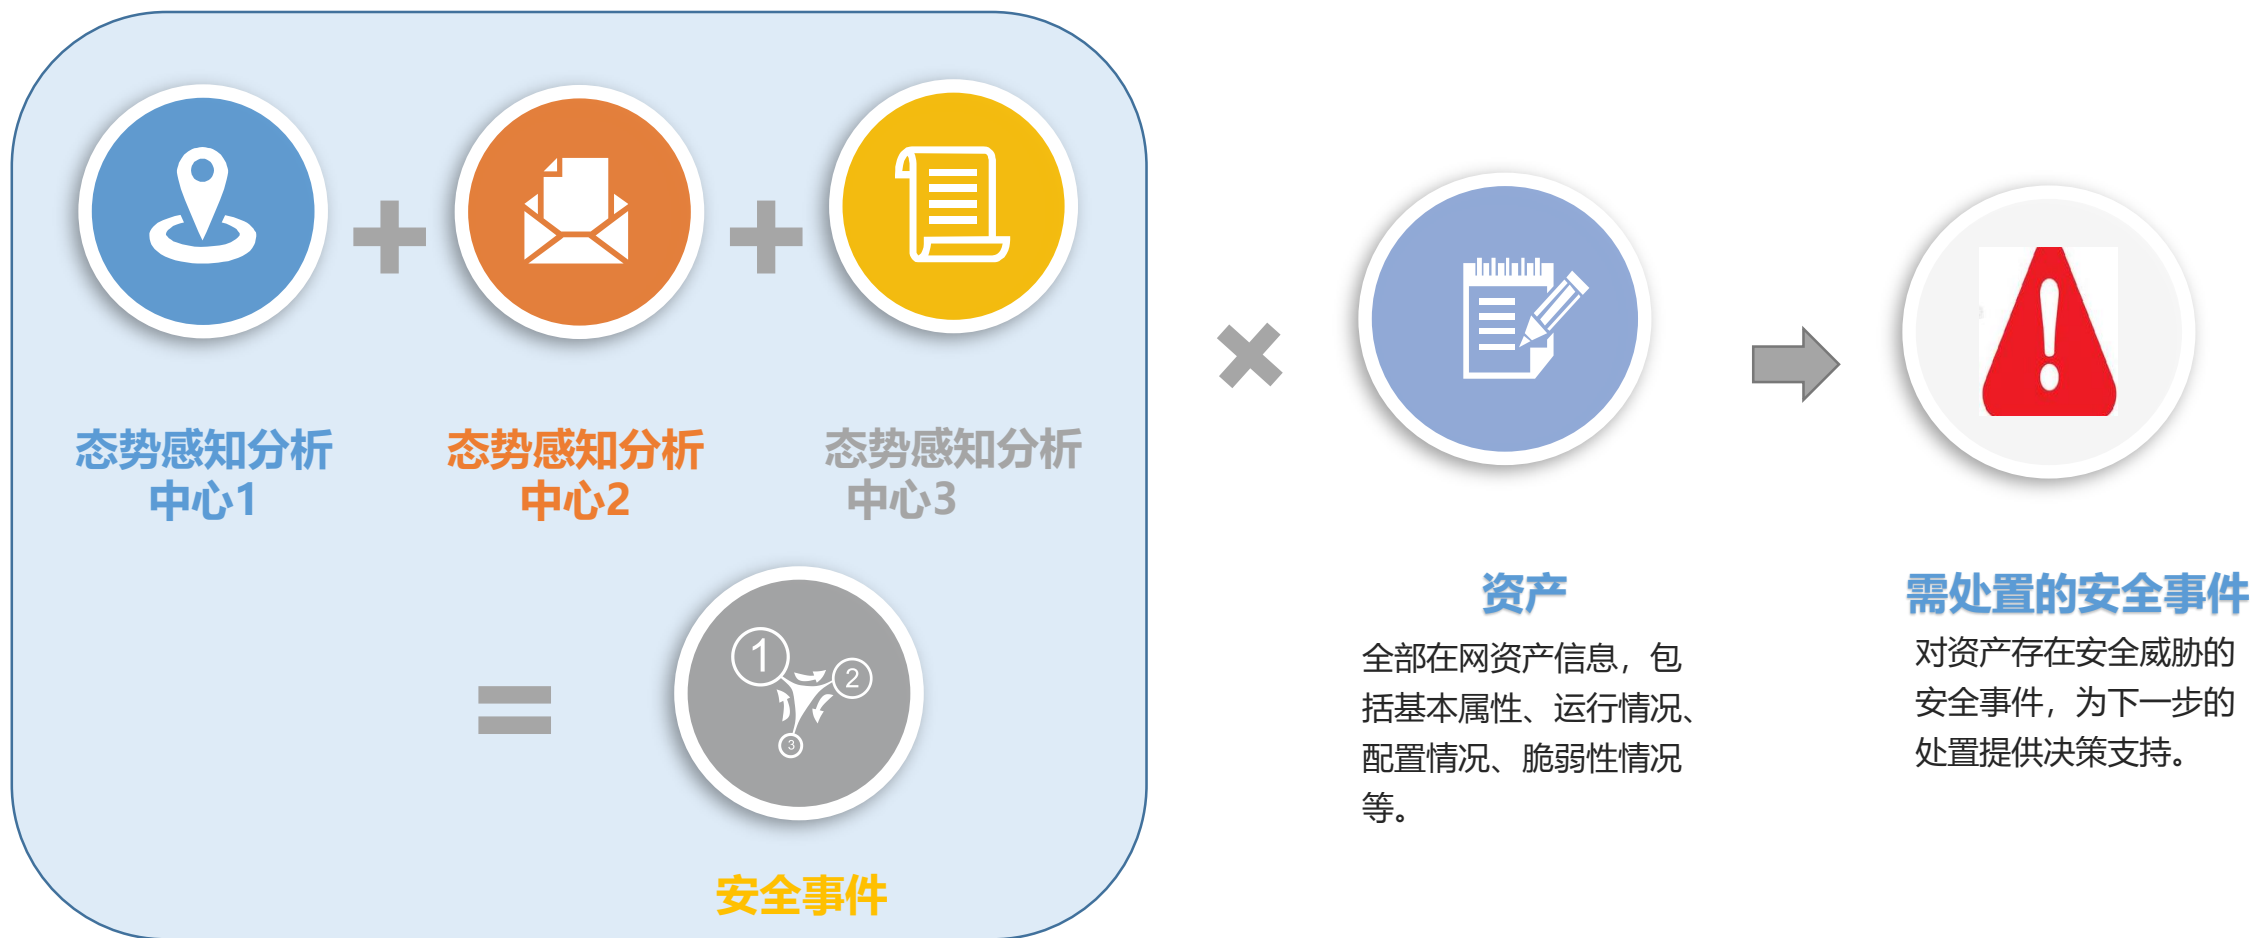 态势感知分析
中心1
态势感知分析
中心2
态势感知分析
中心3
1
2
3
安全事件
资产
全部在网资产信息，包
括基本属性、运行情况、
配置情况、脆弱性情况
等。
需处置的安全事件
对资产存在安全威胁的
安全事件，为下一步的
处置提供决策支持。